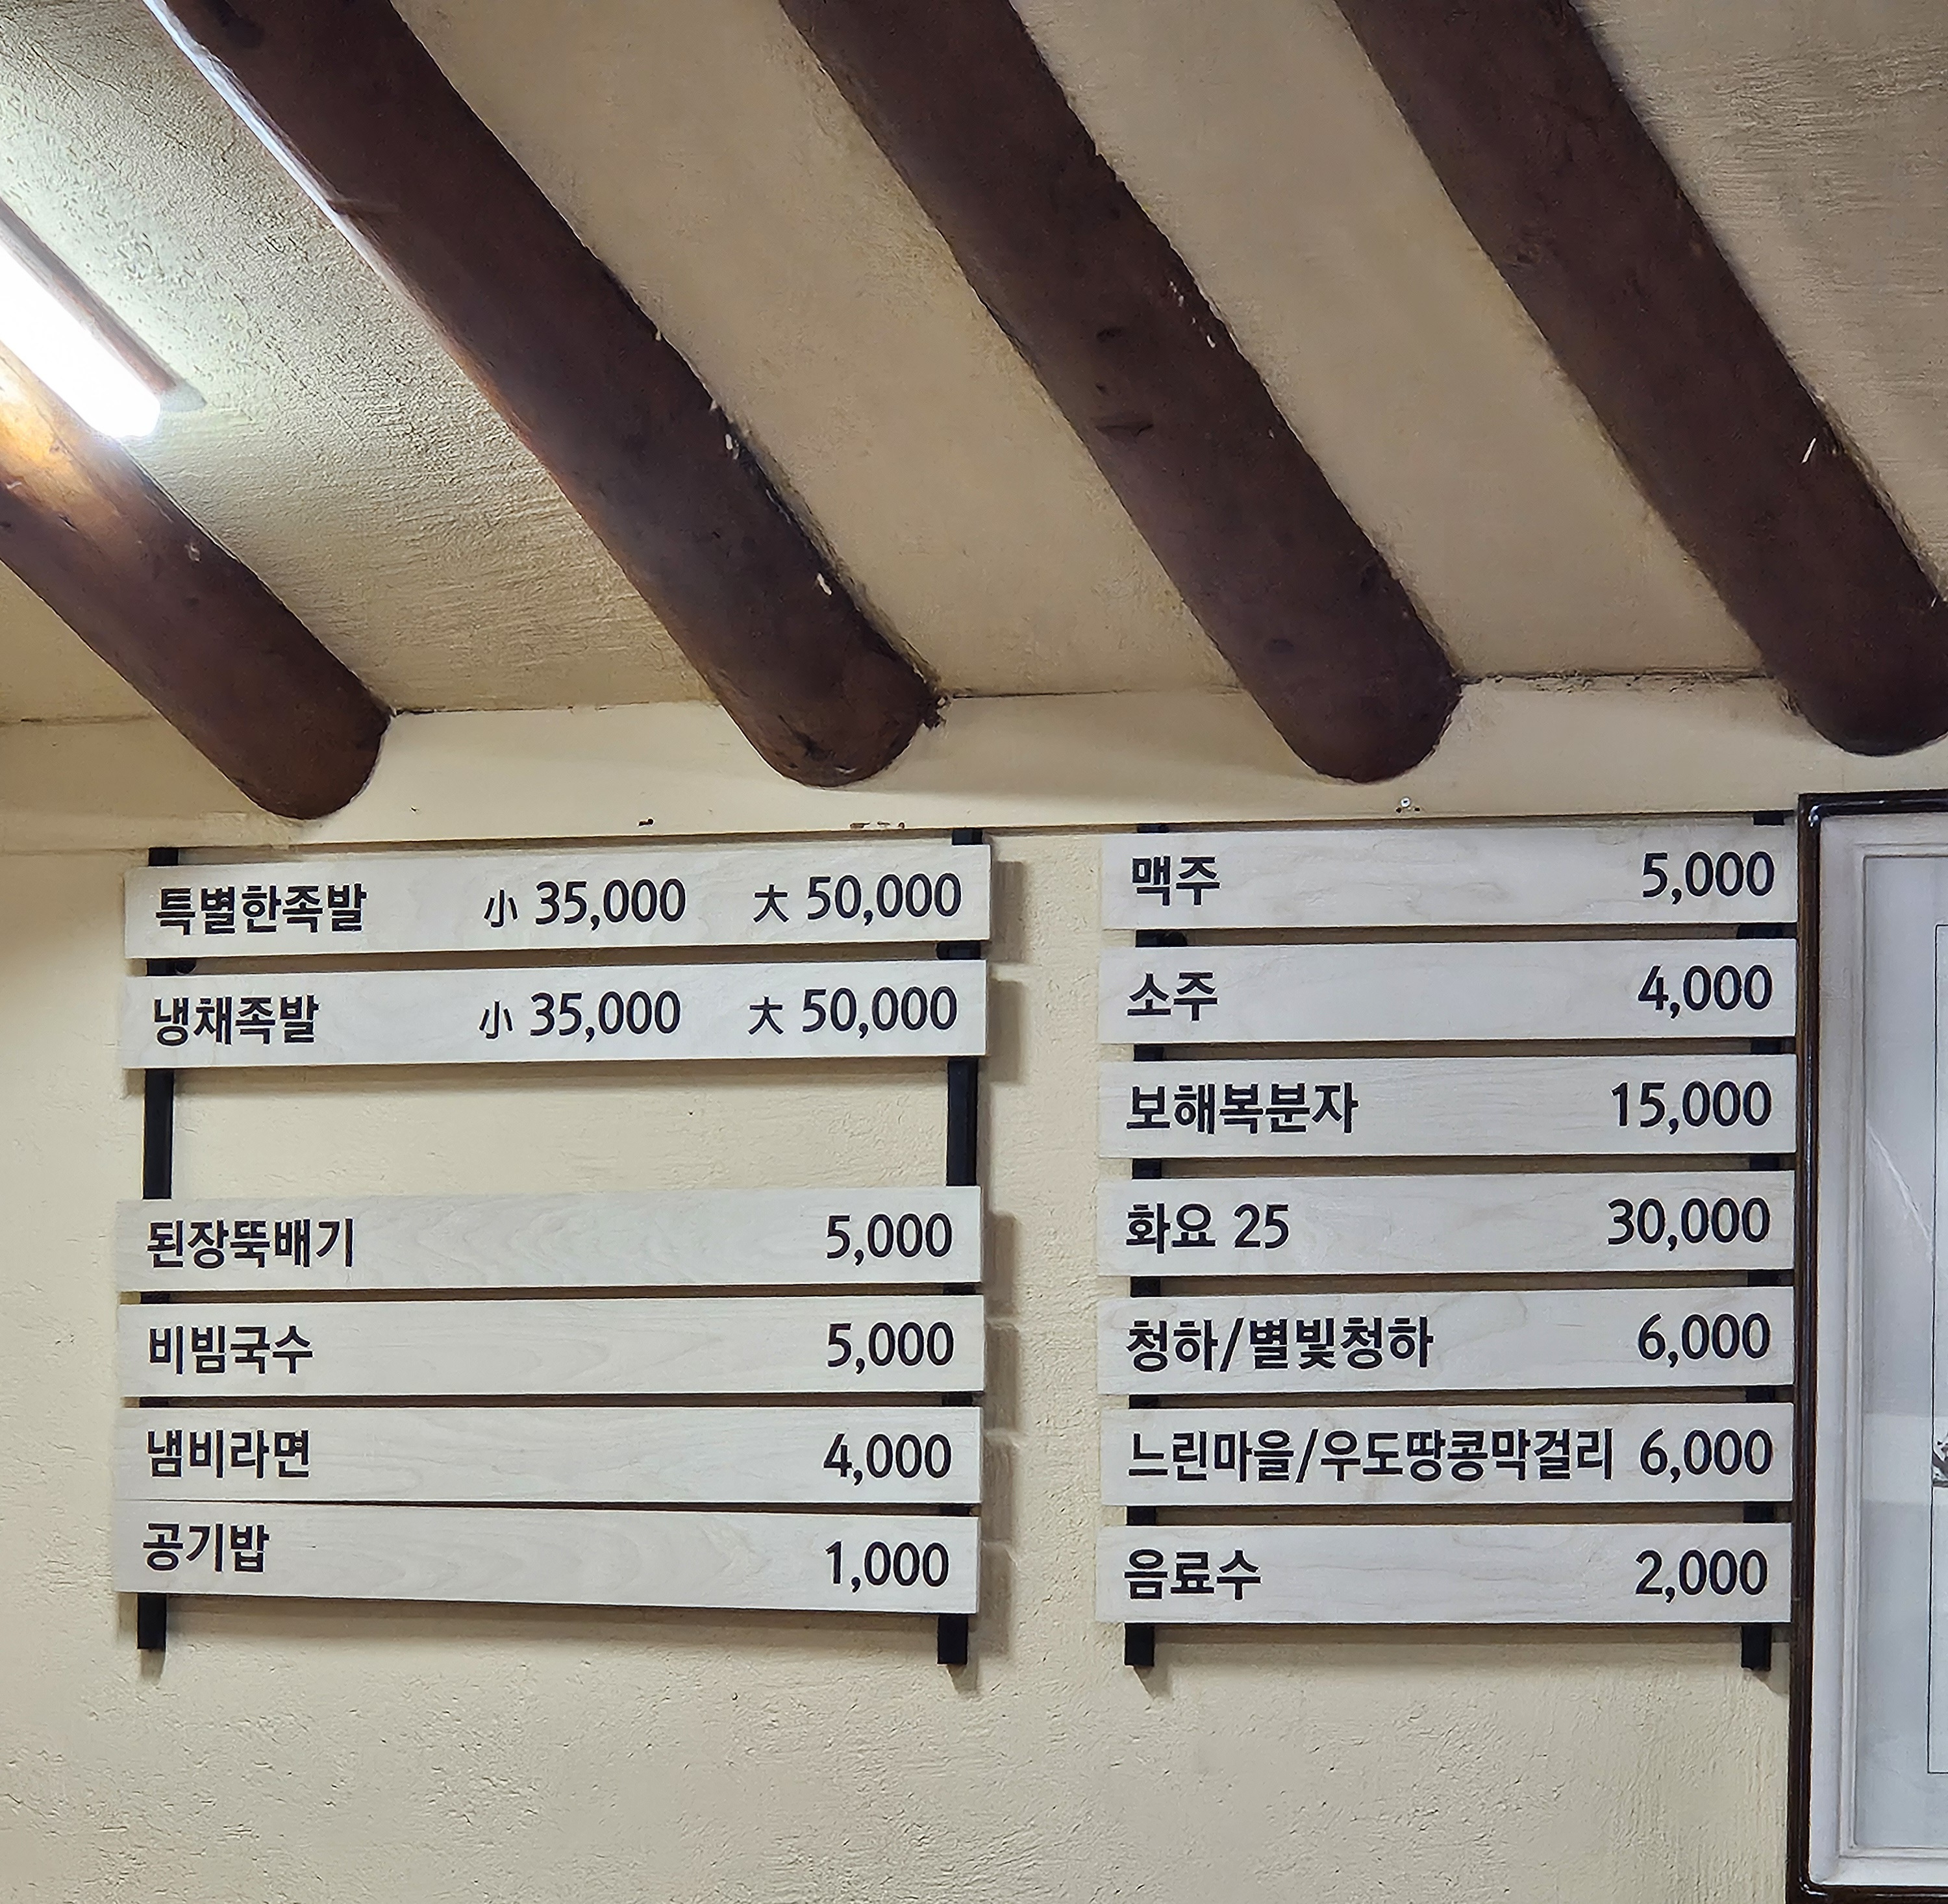 특별한족발 小 35,000 大 50,000
냉채족발 小 35,000 大 50,000
된장뚝배기 5,000
비빔국수 5,000
냄비라면 4,000
공기밥 1,000
맥주 5,000
소주 4,000
보해복분자 15,000
화요 25 30,000
청하/별빛청하 6,000
느린마을/우도땅콩막걸리 6,000
음료수 2,000